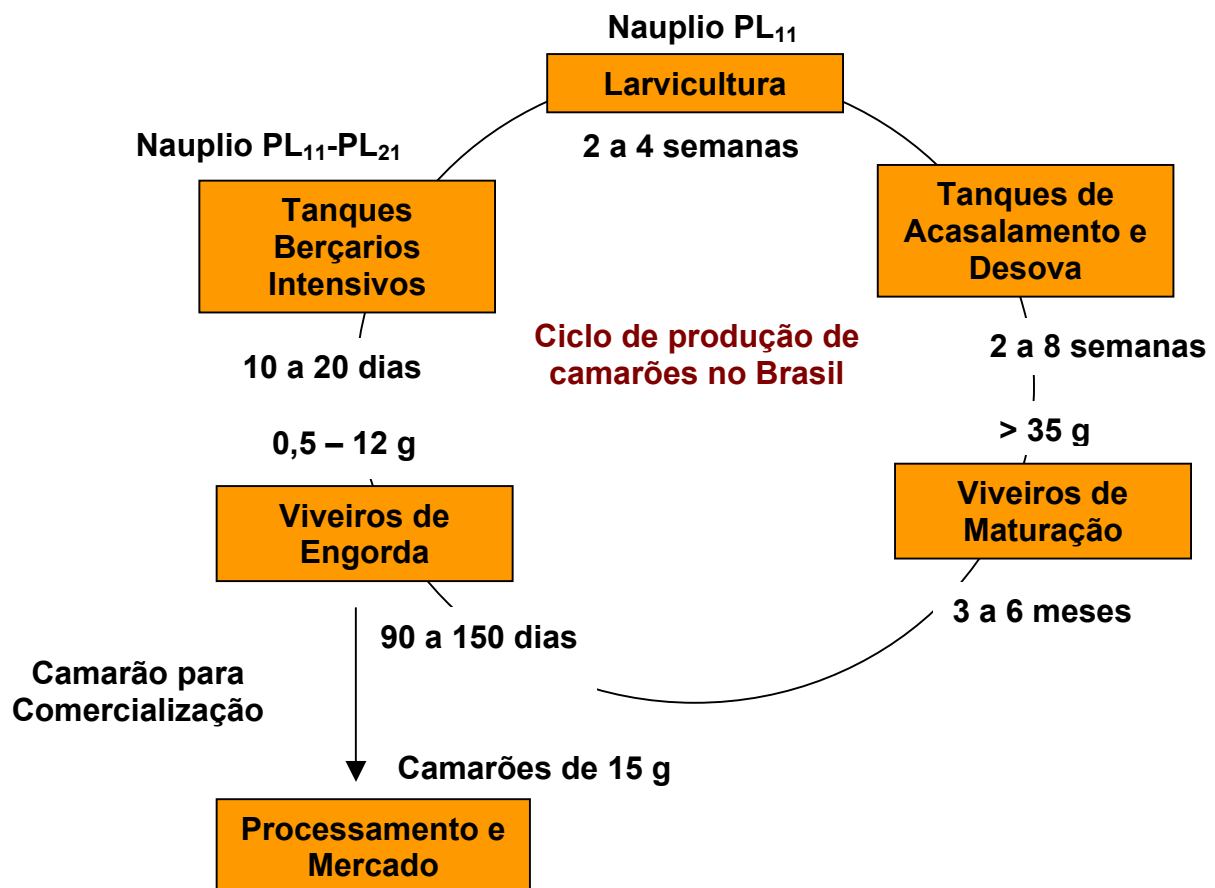 Nauplio PL₁₁
Larvicultura
2 a 4 semanas
Nauplio PL₁₁-PL₂₁
Tanques
Berçarios
Intensivos
Tanques de
Acasalamento e
Desova
Ciclo de produção de
camarões no Brasil
10 a 20 dias
2 a 8 semanas
0,5 – 12 g
> 35 g
Viveiros de
Engorda
Viveiros de
Maturação
90 a 150 dias
3 a 6 meses
Camarão para
Comercialização
Camarões de 15 g
Processamento e
Mercado